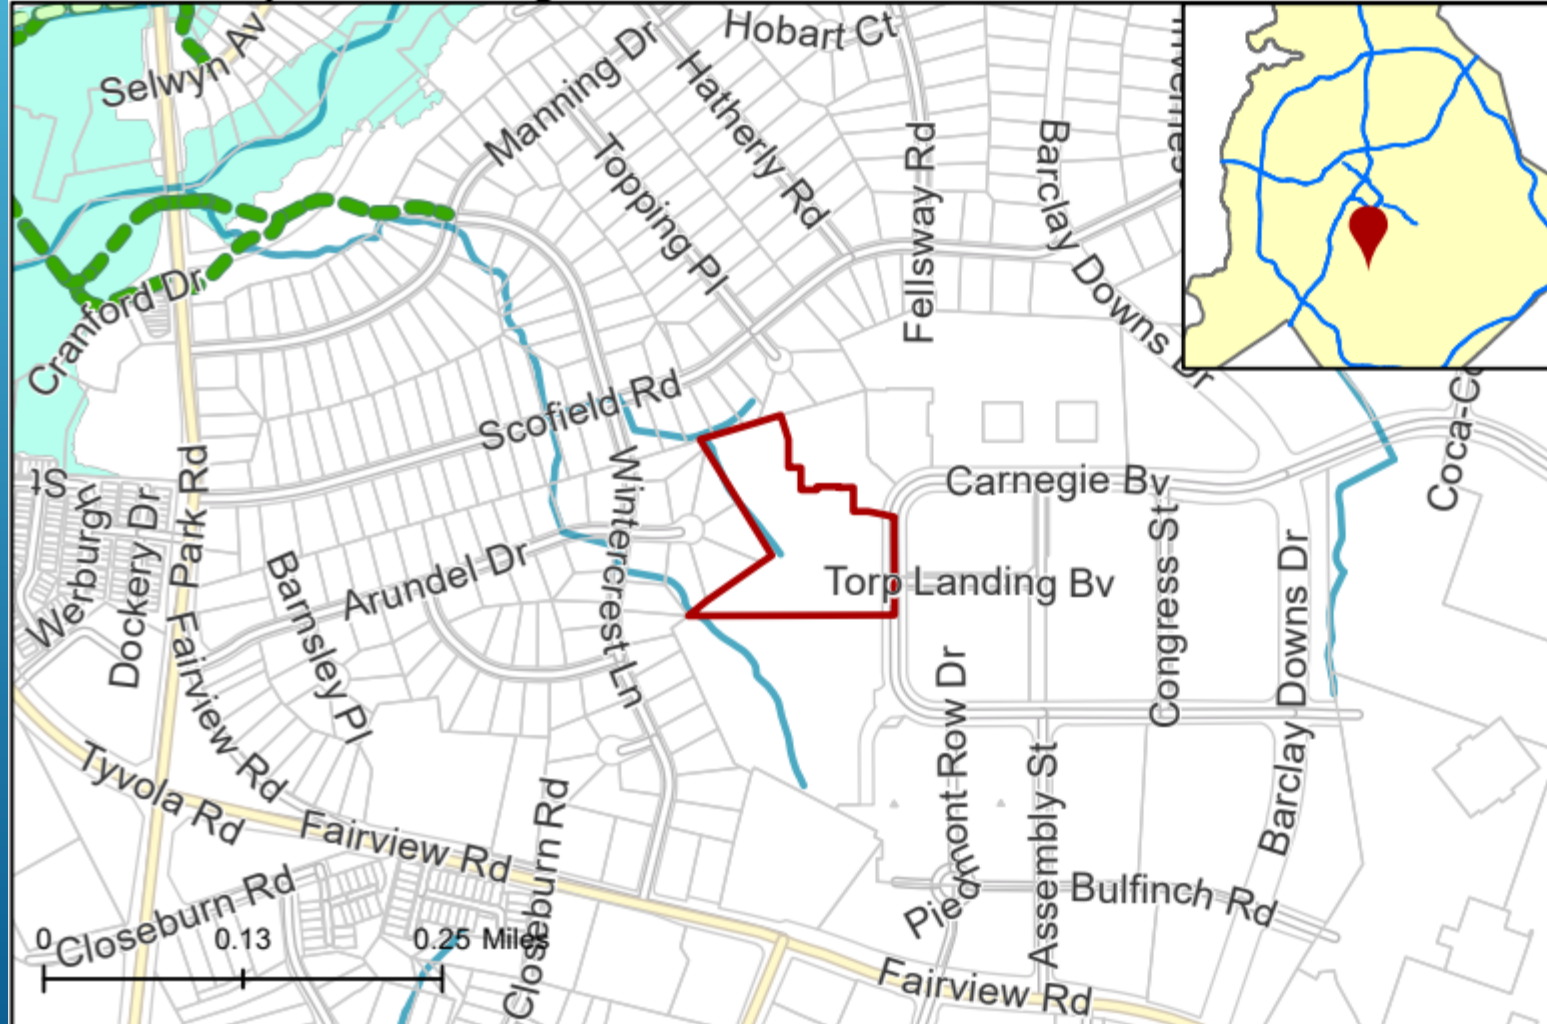 Hobart Ct
Selwyn Av
Manning Dr
Hatherly Rd
Topping Pl
Fellsway Rd
Barclay Downs Dr
Cranford Dr
Scofield Rd
Carnegie Bv
Coca-Co
St
Werburgh
Dockery Dr
Park Rd
Wintercrest Ln
Arundel Dr
Barnsley Pl
Torp Landing Bv
Congress St
Barclay Downs Dr
Fairview Rd
Tyvola Rd
Fairview Rd
Piedmont Row Dr
Assembly St
Closeburn Rd
Closeburn Rd
Bulfinch Rd
Fairview Rd
0 0.13 0.25 Miles